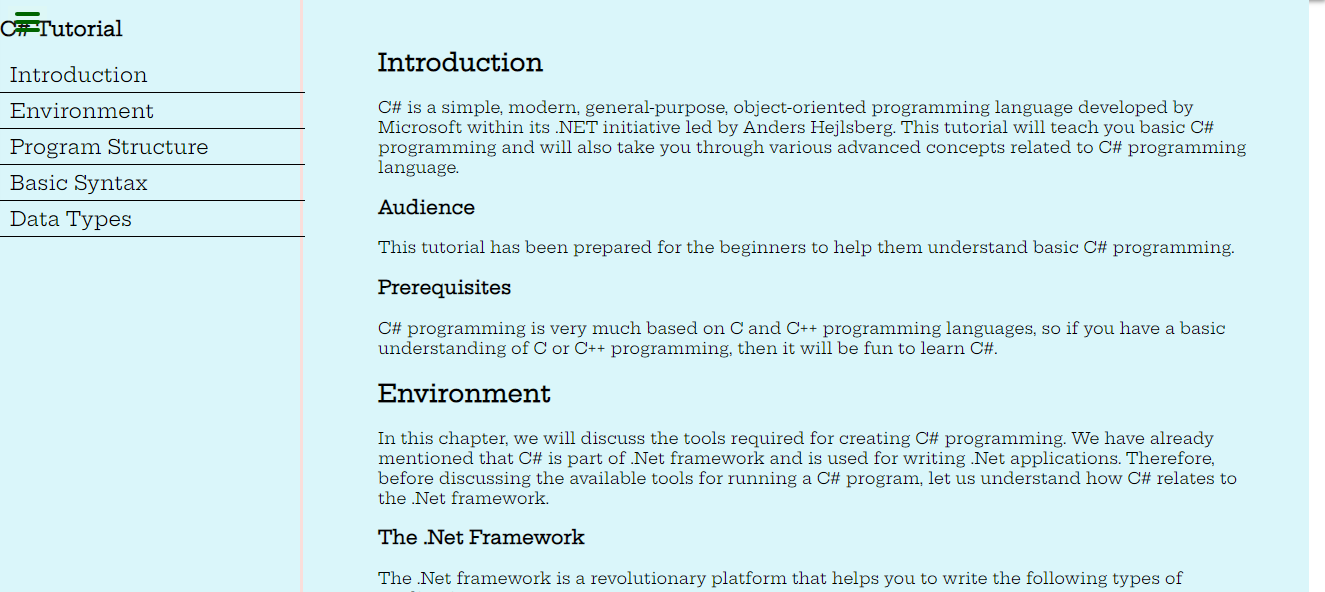 C# Tutorial
Introduction
Environment
Program Structure
Basic Syntax
Data Types
Introduction
C# is a simple, modern, general-purpose, object-oriented programming language developed by
Microsoft within its .NET initiative led by Anders Hejlsberg. This tutorial will teach you basic C#
programming and will also take you through various advanced concepts related to C# programming
language.
Audience
This tutorial has been prepared for the beginners to help them understand basic C# programming.
Prerequisites
C# programming is very much based on C and C++ programming languages, so if you have a basic
understanding of C or C++ programming, then it will be fun to learn C#.
Environment
In this chapter, we will discuss the tools required for creating C# programming. We have already
mentioned that C# is part of .Net framework and is used for writing .Net applications. Therefore,
before discussing the available tools for running a C# program, let us understand how C# relates to
the .Net framework.
The .Net Framework
The .Net framework is a revolutionary platform that helps you to write the following types of